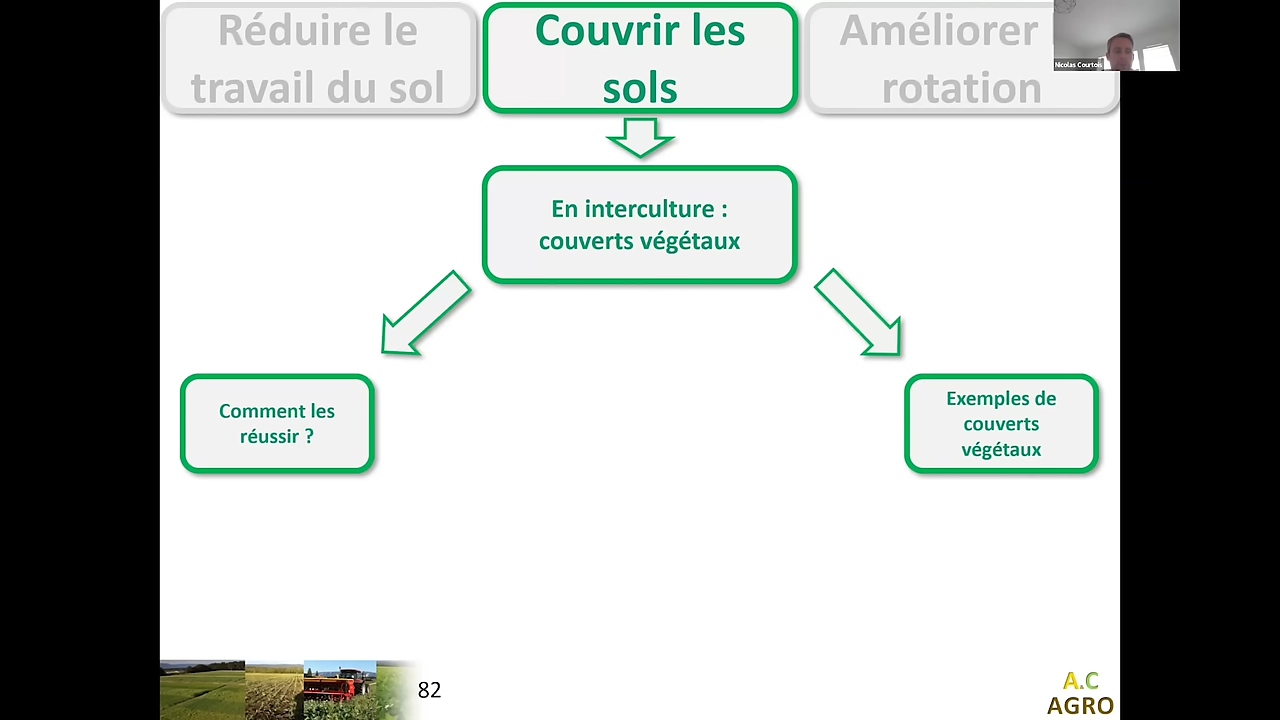 Réduire le
travail du sol
Couvrir les
sols
Améliorer
rotation
Nicolas Courtois
En interculture :
couverts végétaux
Comment les
réussir ?
Exemples de
couverts
végétaux
82
A.C
AGRO